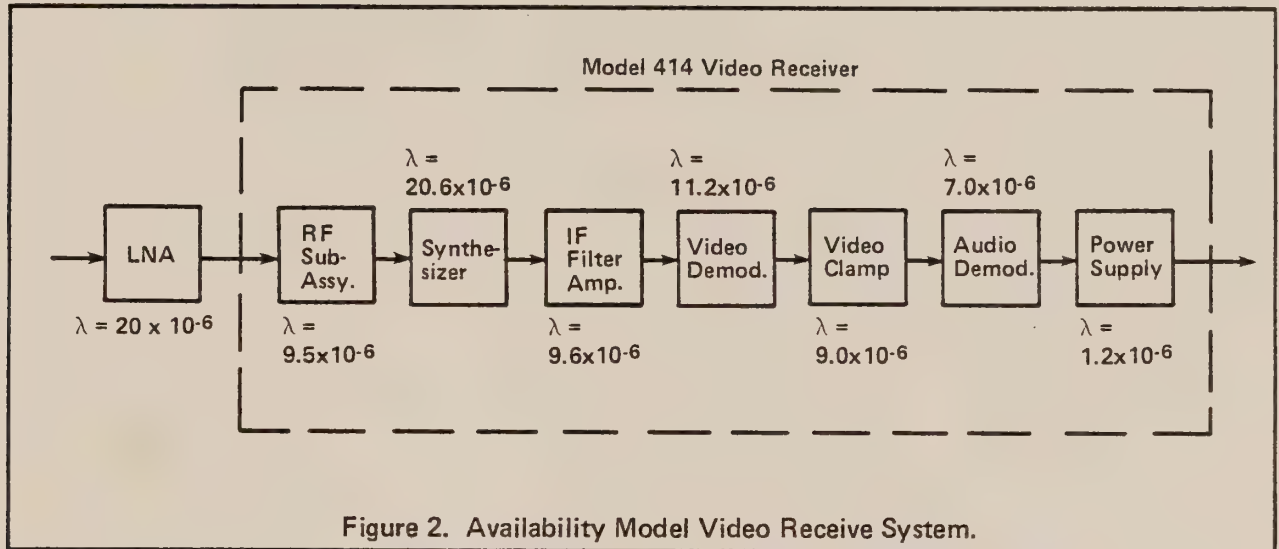 Model 414 Video Receiver
λ =
20.6x10-6
λ =
11.2x10-6
λ =
7.0x10-6
LNA
RF
Sub-
Assy.
Synthe-
sizer
IF
Filter
Amp.
Video
Demod.
Video
Clamp
Audio
Demod.
Power
Supply
λ = 20 x 10-6
λ =
9.5x10-6
λ =
9.6x10-6
λ =
9.0x10-6
λ =
1.2x10-6
Figure 2. Availability Model Video Receive System.